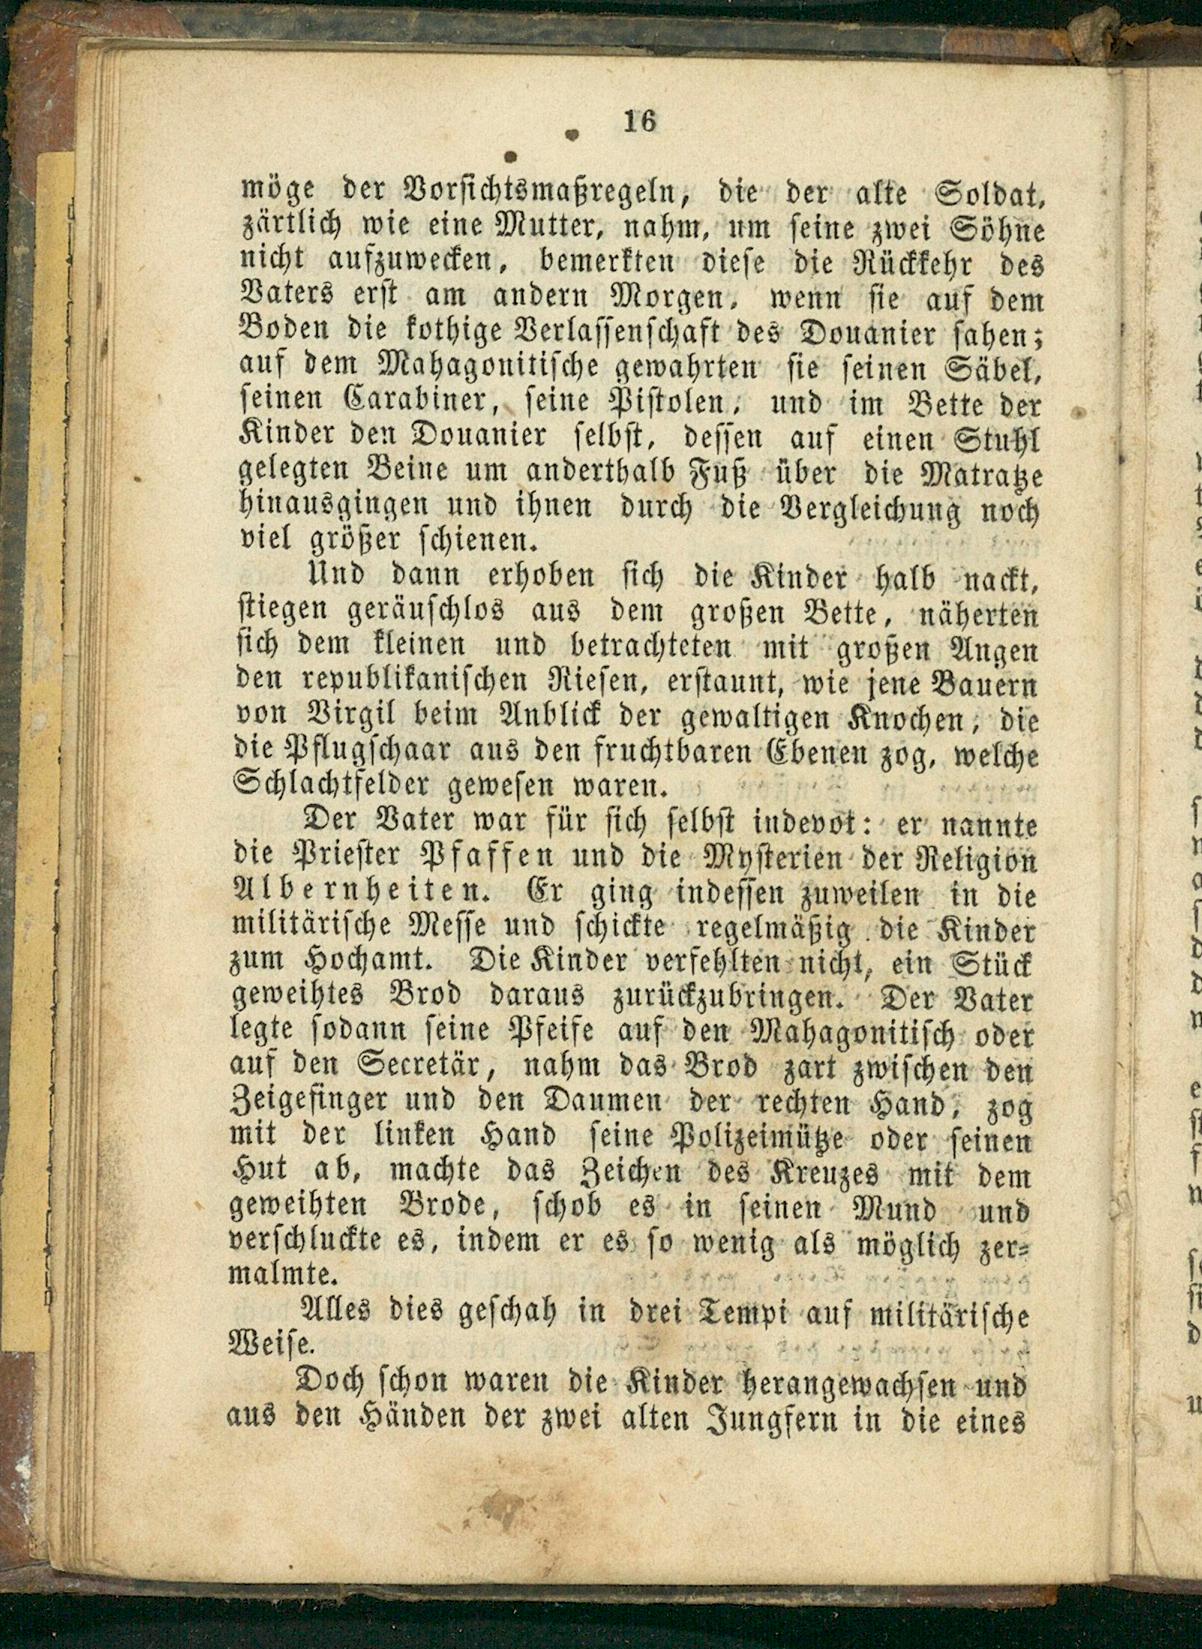 16
möge der Vorsichtsmaßregeln, die der alte Soldat,
zärtlich wie eine Mutter, nahm, um seine zwei Söhne
nicht aufzuwecken, bemerkten diese die Rückkehr des
Vaters erst am andern Morgen, wenn sie auf dem
Boden die kothige Verlassenschaft des Douanier sahen;
auf dem Mahagonitische gewahrten sie seinen Säbel,
seinen Carabiner, seine Pistolen, und im Bette der
Kinder den Douanier selbst, dessen auf einen Stuhl
gelegten Beine um anderthalb Fuß über die Matratze
hinausgingen und ihnen durch die Vergleichung noch
viel größer schienen.
Und dann erhoben sich die Kinder halb nackt,
stiegen geräuschlos aus dem großen Bette, näherten
sich dem kleinen und betrachteten mit großen Augen
den republikanischen Riesen, erstaunt, wie jene Bauern
von Virgil beim Anblick der gewaltigen Knochen, die
die Pflugschaar aus den fruchtbaren Ebenen zog, welche
Schlachtfelder gewesen waren.
Der Vater war für sich selbst indevot: er nannte
die Priester Pfaffen und die Mysterien der Religion
Albernheiten. Er ging indessen zuweilen in die
militärische Messe und schickte regelmäßig die Kinder
zum Hochamt. Die Kinder verfehlten nicht, ein Stück
geweihtes Brod daraus zurückzubringen. Der Vater
legte sodann seine Pfeife auf den Mahagonitisch oder
auf den Secretär, nahm das Brod zart zwischen den
Zeigefinger und den Daumen der rechten Hand, zog
mit der linken Hand seine Polizeimütze oder seinen
Hut ab, machte das Zeichen des Kreuzes mit dem
geweihten Brode, schob es in seinen Mund und
verschluckte es, indem er es so wenig als möglich zer-
malmte.
Alles dies geschah in drei Tempi auf militärische
Weise.
Doch schon waren die Kinder herangewachsen und
aus den Händen der zwei alten Jungfern in die eines